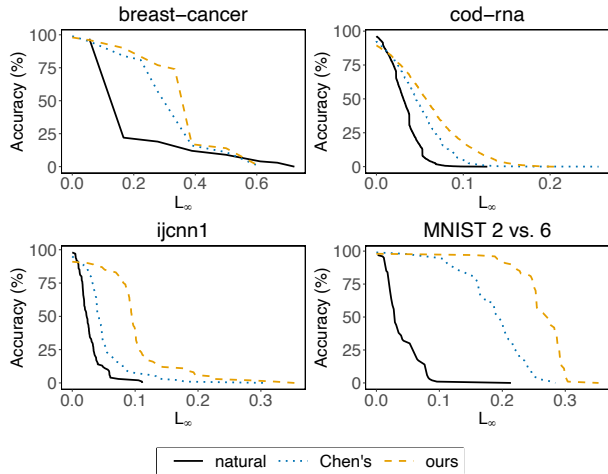 breast−cancer
cod−rna
Accuracy (%)
100
75
50
25
0
0.0 0.2 0.4 0.6
L∞
Accuracy (%)
100
75
50
25
0
0.0 0.1 0.2
L∞
ijcnn1
MNIST 2 vs. 6
Accuracy (%)
100
75
50
25
0
0.0 0.1 0.2 0.3
L∞
Accuracy (%)
100
75
50
25
0
0.0 0.1 0.2 0.3
L∞
natural Chen's ours